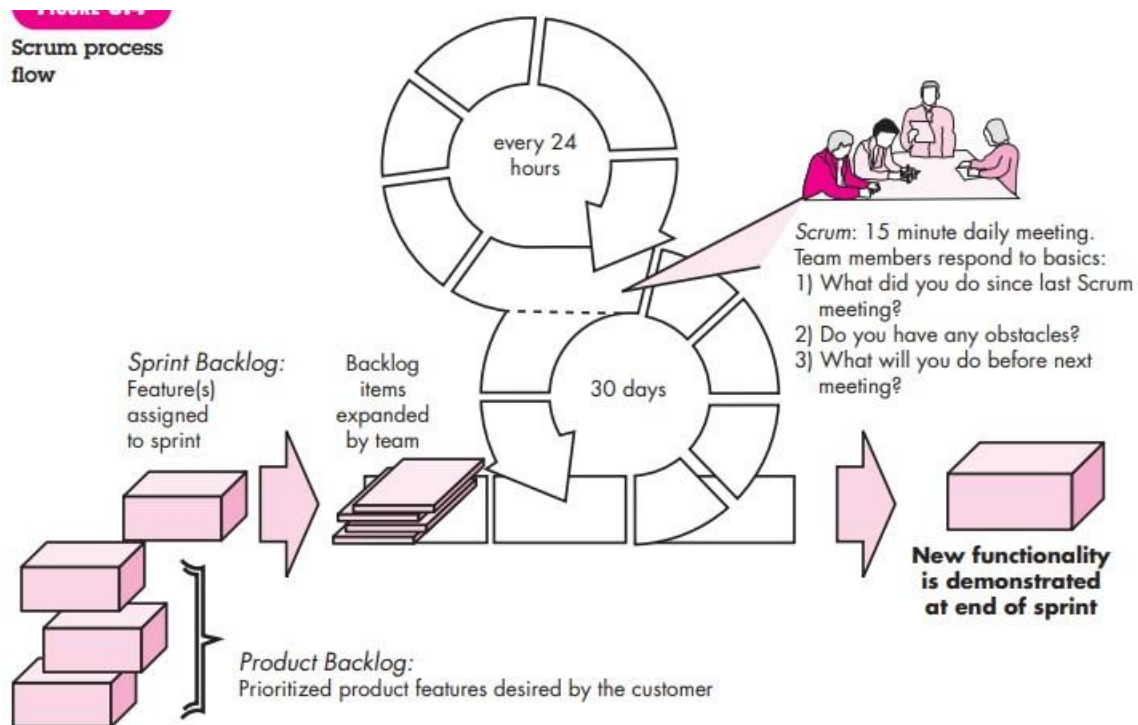 Scrum process
flow
every 24
hours
Scrum: 15 minute daily meeting.
Team members respond to basics:
1) What did you do since last Scrum
meeting?
2) Do you have any obstacles?
3) What will you do before next
meeting?
Sprint Backlog:
Feature(s)
assigned
to sprint
Backlog
items
expanded
by team
30 days
New functionality
is demonstrated
at end of sprint
Product Backlog:
Prioritized product features desired by the customer